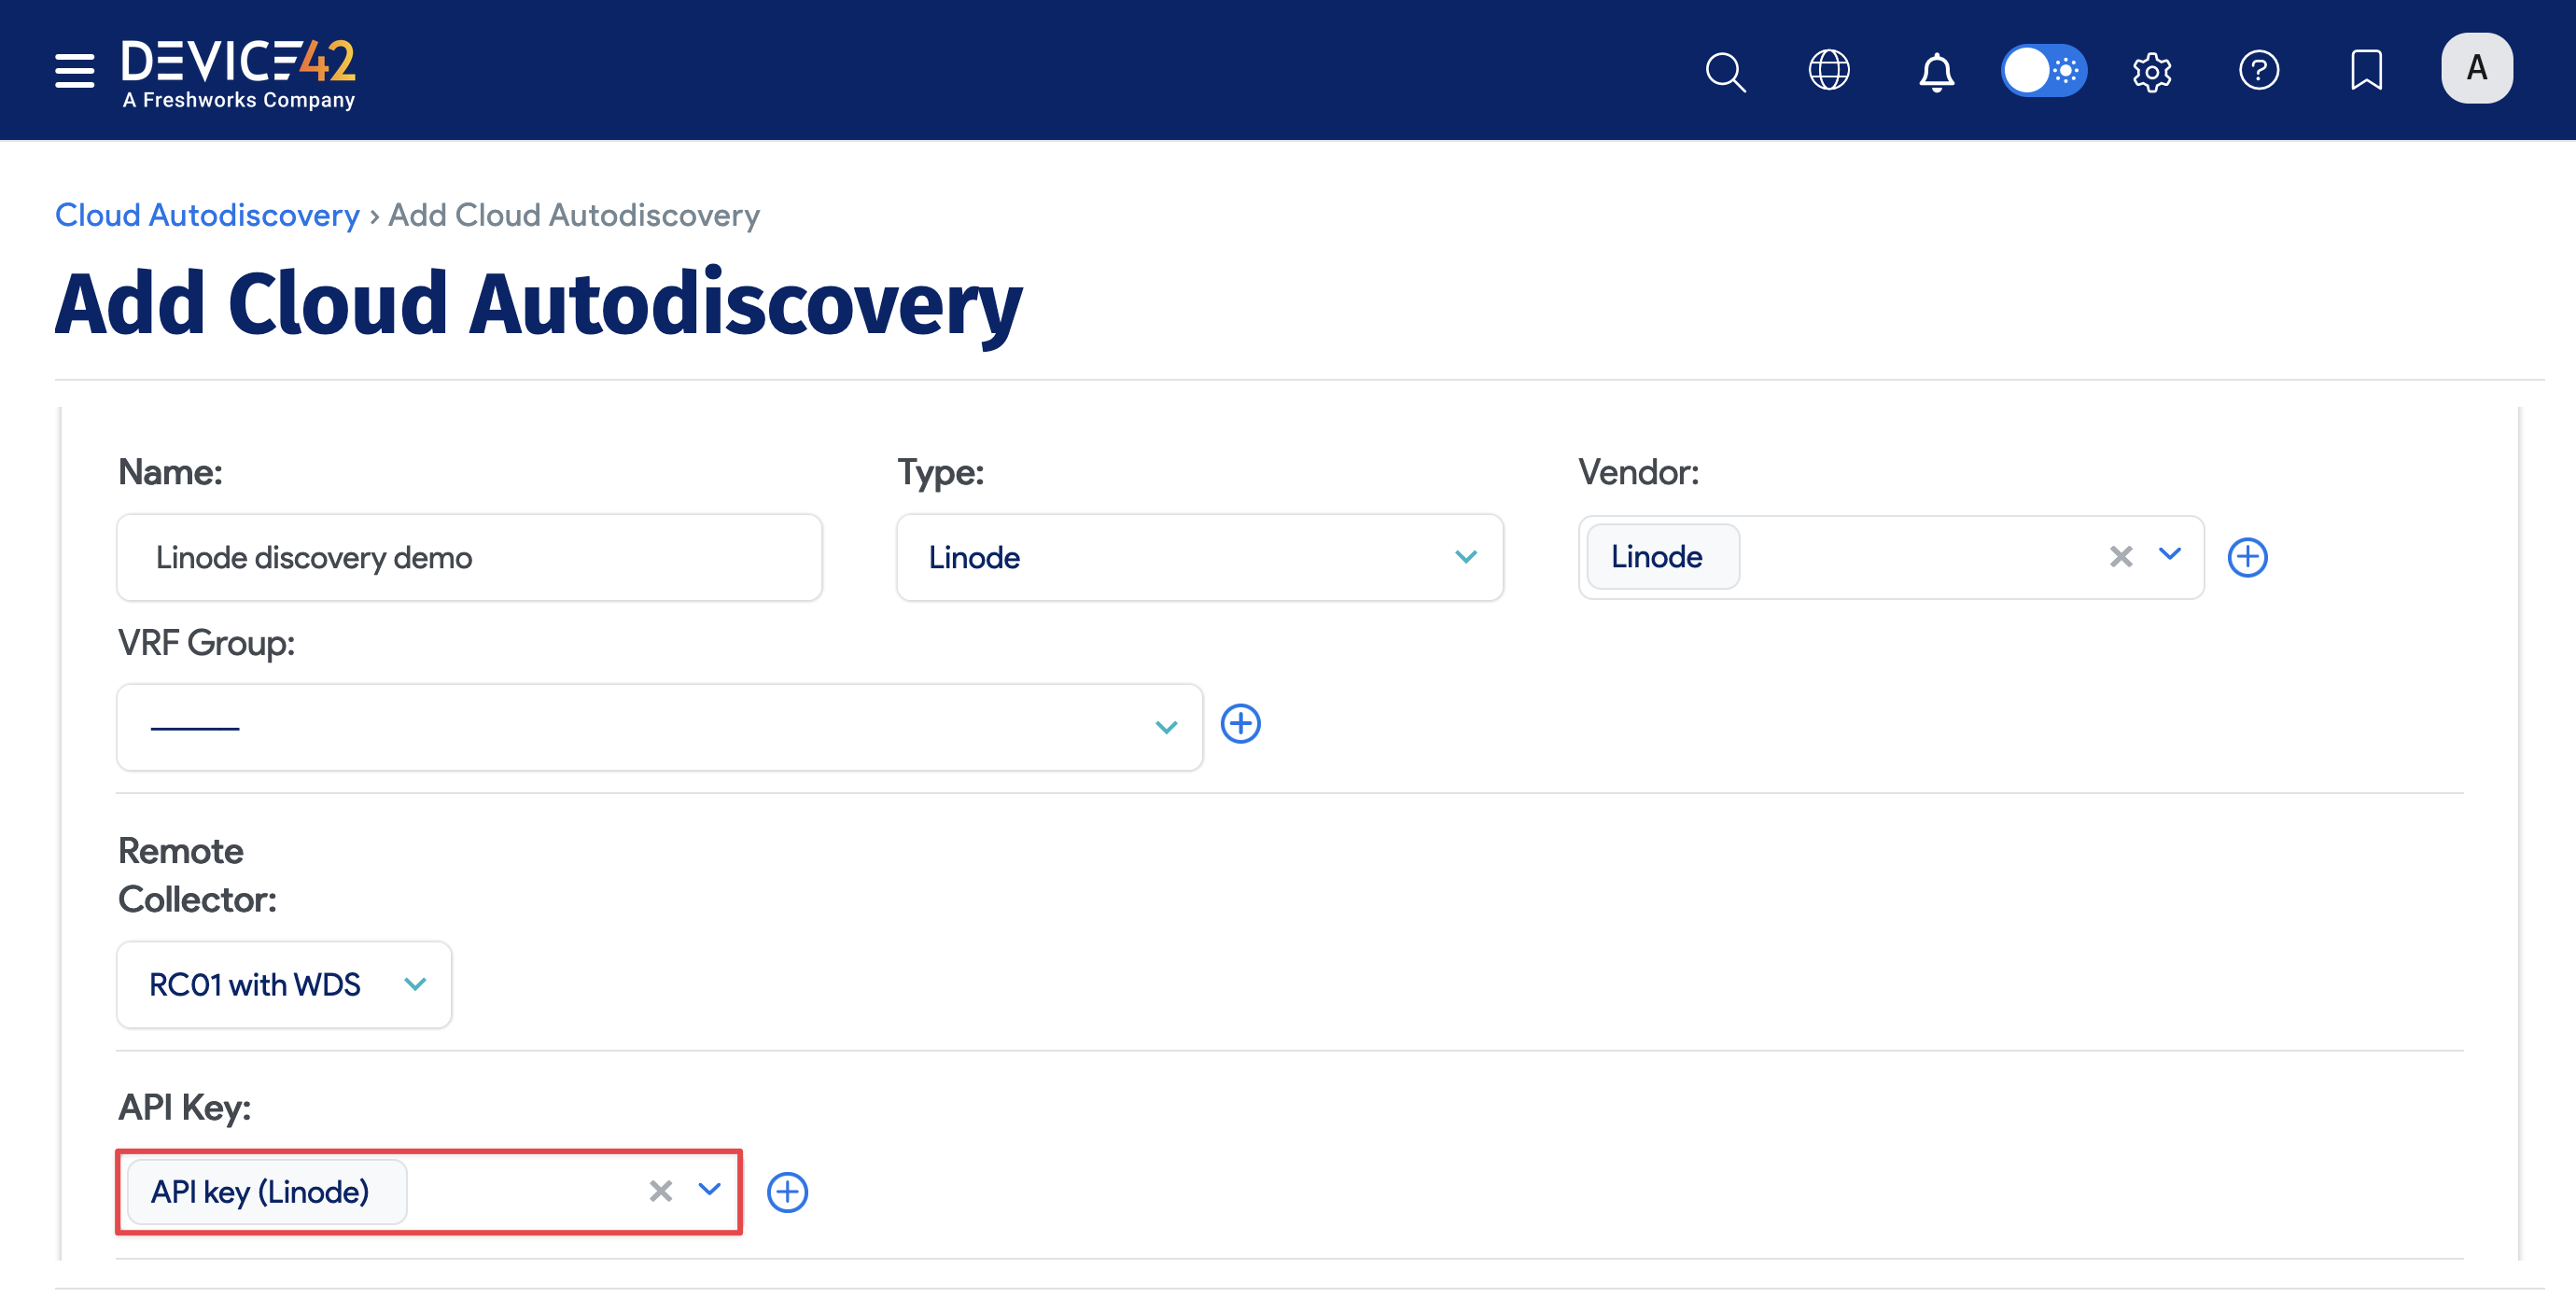 DEVICE42
A Freshworks Company
A
Cloud Autodiscovery › Add Cloud Autodiscovery
Add Cloud Autodiscovery
Name: Type: Vendor:
Linode discovery demo Linode Linode
VRF Group:
Remote
Collector:
RC01 with WDS
API Key:
API key (Linode)